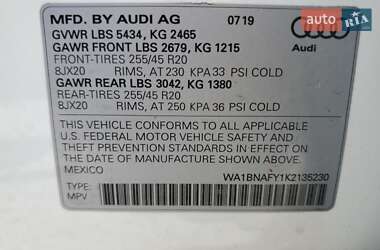 AUTO.RIA
MFD. BY AUDI AG 07 19
GVWR LBS 5434, KG 2465
GAWR FRONT LBS 2679, KG 1215
Audi
FRONT-TIRES 255/45 R20
8JX20 RIMS, AT 230 KPA 33 PSI COLD
GAWR REAR LBS 3042, KG 1380
REAR-TIRES 255/45 R20
8JX20 RIMS, AT 250 KPA 36 PSI COLD
THIS VEHICLE CONFORMS TO ALL APPLICABLE
U.S. FEDERAL MOTOR VEHICLE SAFETY AND
THEFT PREVENTION STANDARDS IN EFFECT ON
THE DATE OF MANUFACTURE SHOWN ABOVE.
MEXICO WA1BNAFY1K2135230
TYPE:
MPV